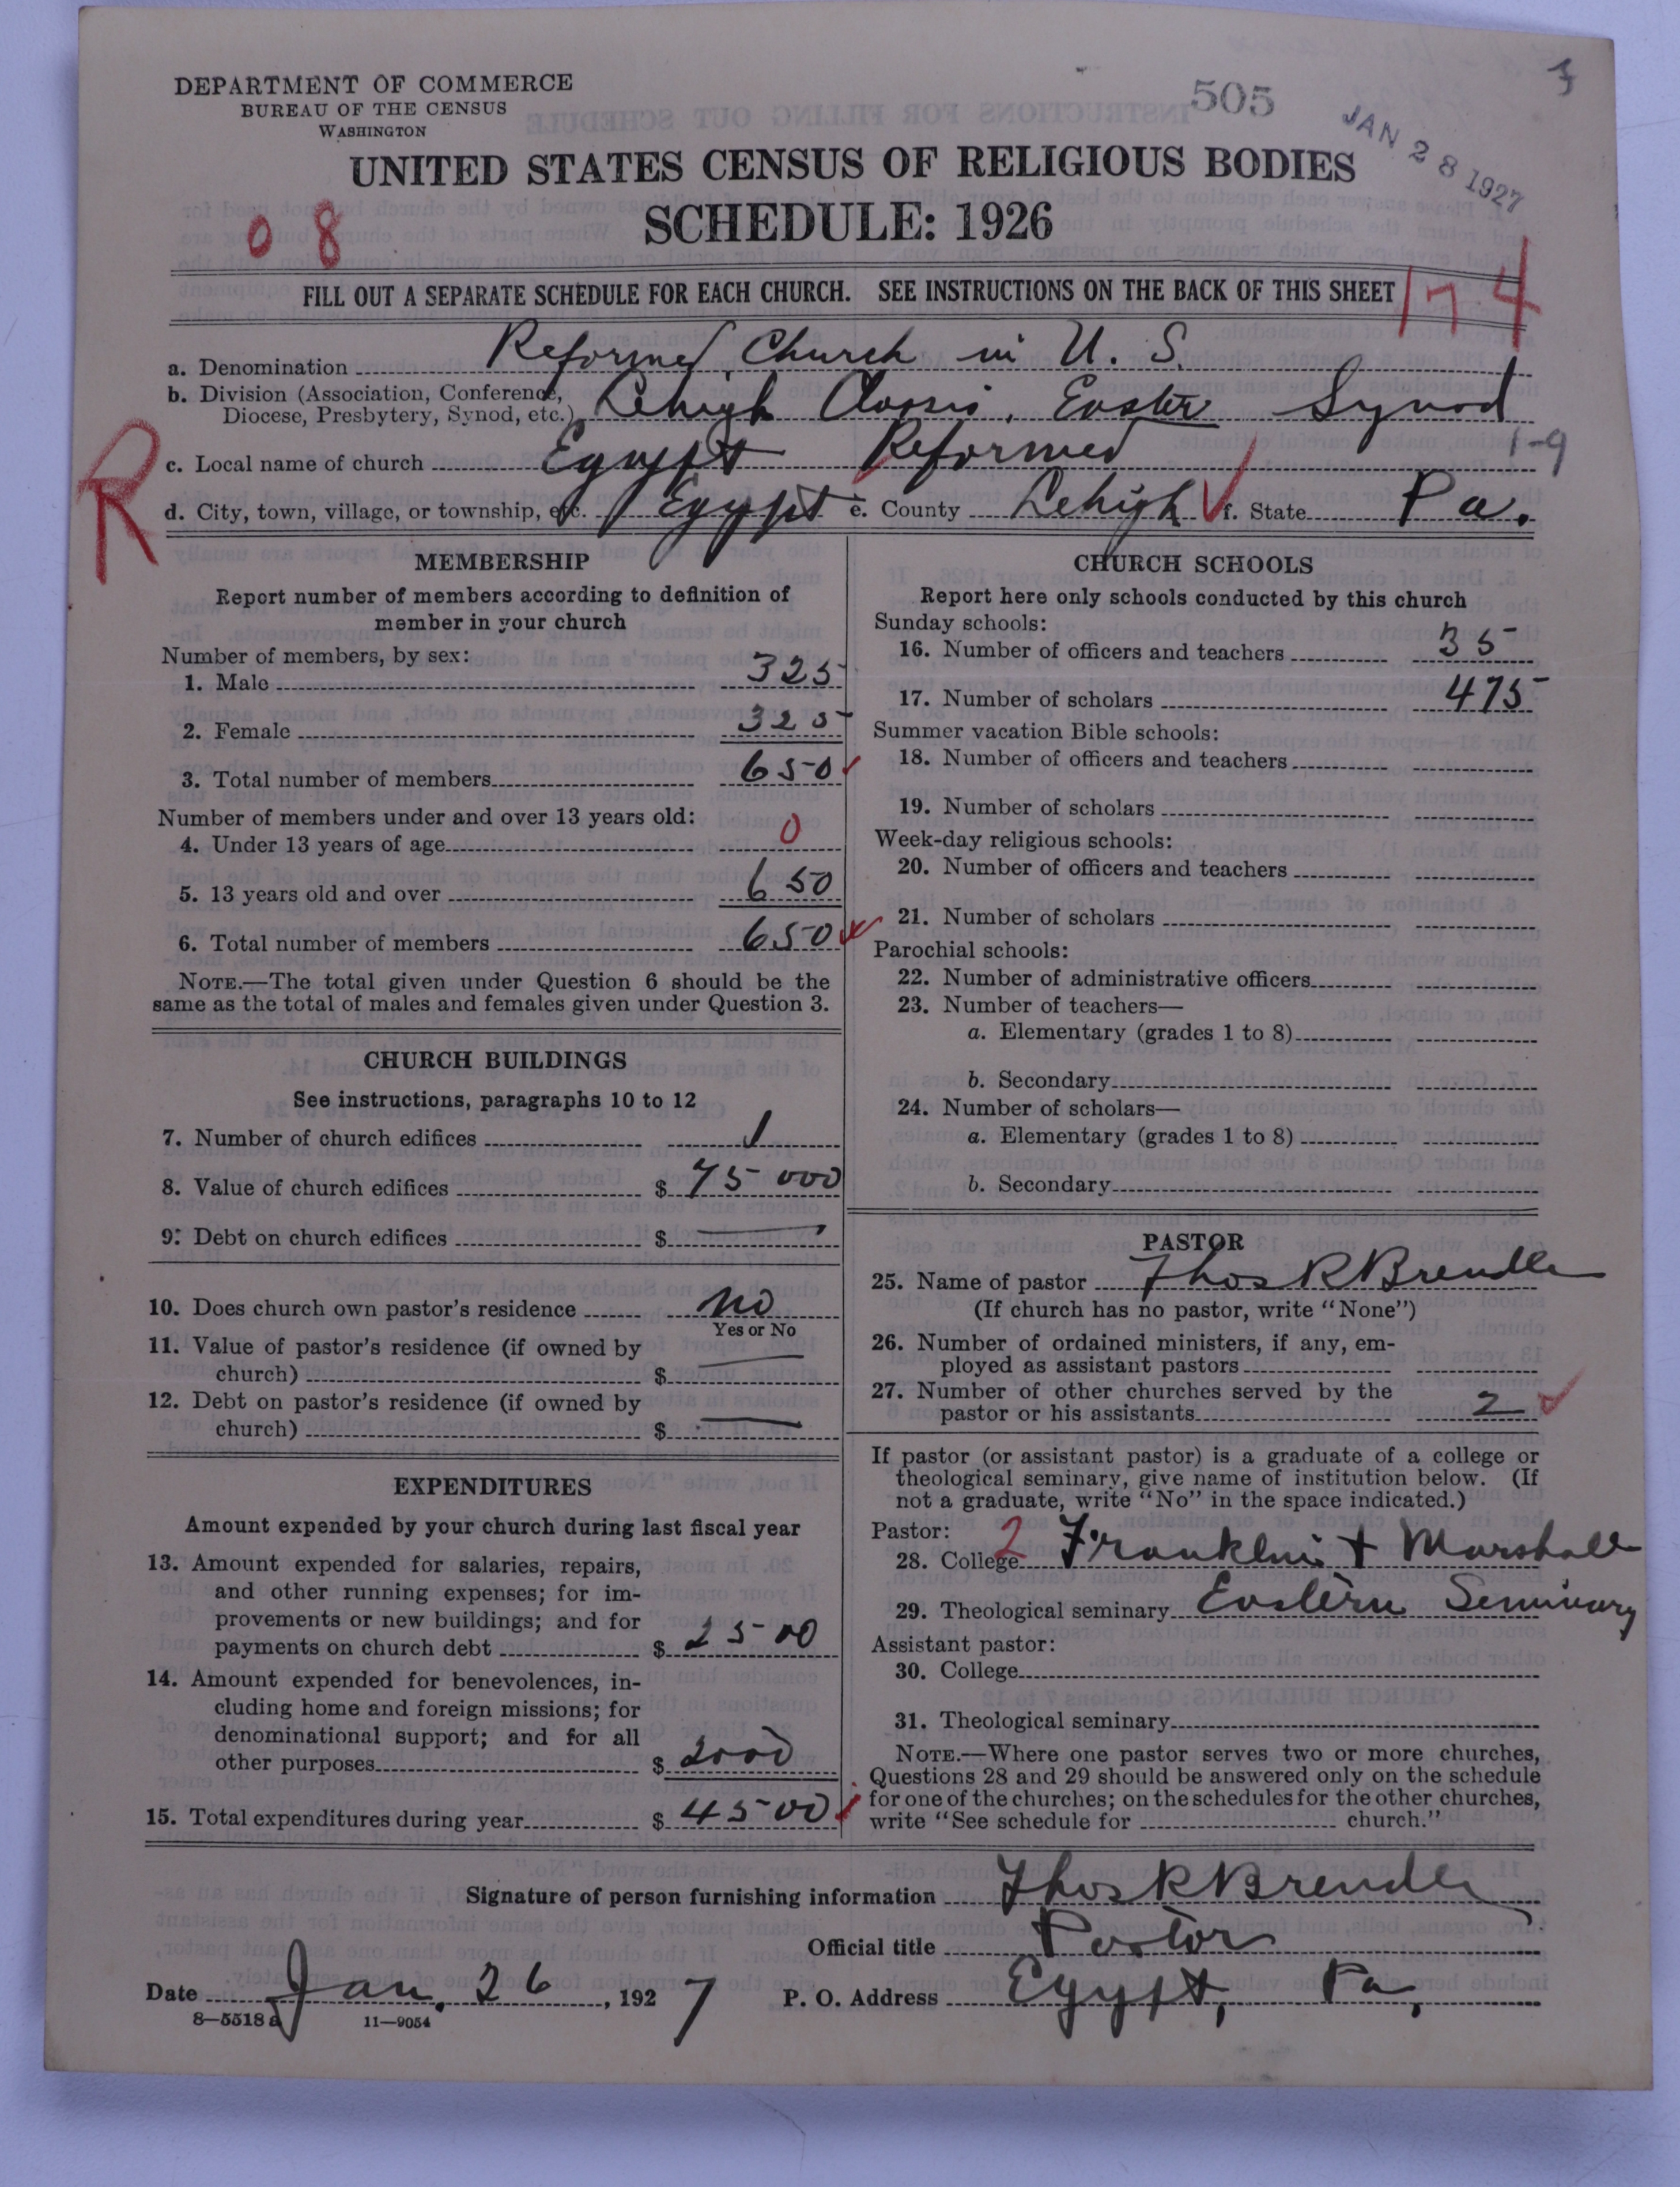 DEPARTMENT OF COMMERCE
BUREAU OF THE CENSUS
WASHINGTON
505
JAN 28 1927
3
UNITED STATES CENSUS OF RELIGIOUS BODIES
SCHEDULE: 1926
08
FILL OUT A SEPARATE SCHEDULE FOR EACH CHURCH. SEE INSTRUCTIONS ON THE BACK OF THIS SHEET
174
a. Denomination Reformed Church in U. S.
b. Division (Association, Conference, Diocese, Presbytery, Synod, etc.) Lehigh Classis, Easter Synod
1-9
R
c. Local name of church Egypt Reformed
d. City, town, village, or township, etc. Egypt e. County Lehigh f. State Pa.
MEMBERSHIP
Report number of members according to definition of
member in your church
Number of members, by sex:
1. Male 325
2. Female 325
3. Total number of members 650
Number of members under and over 13 years old:
4. Under 13 years of age 0
5. 13 years old and over 650
6. Total number of members 650
NOTE.—The total given under Question 6 should be the
same as the total of males and females given under Question 3.
CHURCH BUILDINGS
See instructions, paragraphs 10 to 12
7. Number of church edifices 1
8. Value of church edifices $ 75000
9. Debt on church edifices $ —
10. Does church own pastor's residence no
Yes or No
11. Value of pastor's residence (if owned by
church) $ —
12. Debt on pastor's residence (if owned by
church) $ —
EXPENDITURES
Amount expended by your church during last fiscal year
13. Amount expended for salaries, repairs,
and other running expenses; for im-
provements or new buildings; and for
payments on church debt $ 2500
14. Amount expended for benevolences, in-
cluding home and foreign missions; for
denominational support; and for all
other purposes $ 2000
15. Total expenditures during year $ 4500
CHURCH SCHOOLS
Report here only schools conducted by this church
Sunday schools:
16. Number of officers and teachers 35
17. Number of scholars 475
Summer vacation Bible schools:
18. Number of officers and teachers
19. Number of scholars
Week-day religious schools:
20. Number of officers and teachers
21. Number of scholars
Parochial schools:
22. Number of administrative officers
23. Number of teachers—
a. Elementary (grades 1 to 8)
b. Secondary
24. Number of scholars—
a. Elementary (grades 1 to 8)
b. Secondary
PASTOR
25. Name of pastor Thos R Brendle
(If church has no pastor, write "None")
26. Number of ordained ministers, if any, em-
ployed as assistant pastors
27. Number of other churches served by the
pastor or his assistants 2
If pastor (or assistant pastor) is a graduate of a college or
theological seminary, give name of institution below. (If
not a graduate, write "No" in the space indicated.)
Pastor:
28. College 2 Franklin + Marshall
29. Theological seminary Eastern Seminary
Assistant pastor:
30. College
31. Theological seminary
NOTE.—Where one pastor serves two or more churches,
Questions 28 and 29 should be answered only on the schedule
for one of the churches; on the schedules for the other churches,
write "See schedule for church."
Signature of person furnishing information Thos R Brendle
Official title Pastor
Date Jan. 26, 1927 P. O. Address Egypt, Pa,
8—5518 a 11—9054